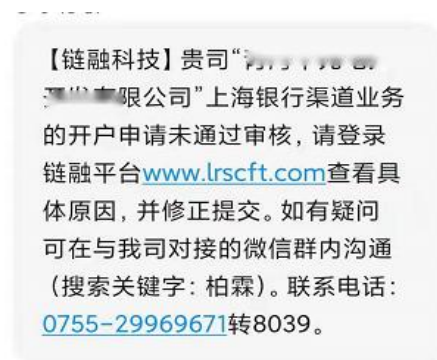 【链融科技】贵司“
限公司”上海银行渠道业务
的开户申请未通过审核，请登录
链融平台www.lrscft.com查看具
体原因，并修正提交。如有疑问
可在与我司对接的微信群内沟通
（搜索关键字：柏霖）。联系电话：
0755-29969671转8039。